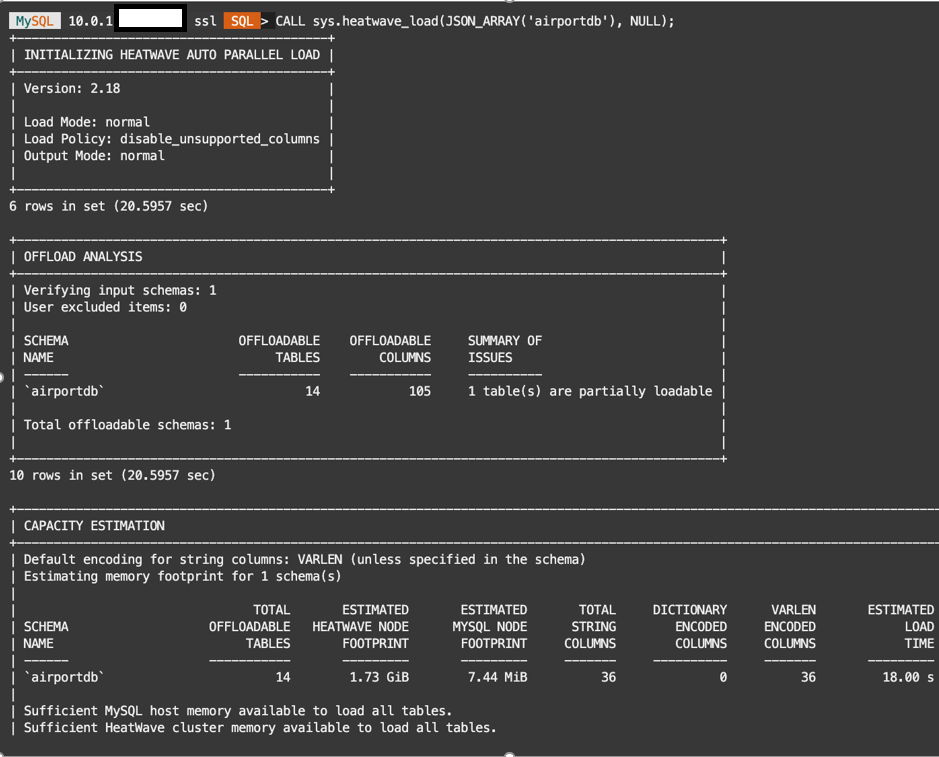 MySQL 10.0.1 ssl SQL > CALL sys.heatwave_load(JSON_ARRAY('airportdb'), NULL);
+------------------------------------------+
| INITIALIZING HEATWAVE AUTO PARALLEL LOAD |
+------------------------------------------+
| Version: 2.18 |
| |
| Load Mode: normal |
| Load Policy: disable_unsupported_columns |
| Output Mode: normal |
| |
+------------------------------------------+
6 rows in set (20.5957 sec)
+------------------------------------------------------------------------------------------------+
| OFFLOAD ANALYSIS |
+------------------------------------------------------------------------------------------------+
| Verifying input schemas: 1 |
| User excluded items: 0 |
| |
| SCHEMA OFFLOADABLE OFFLOADABLE SUMMARY OF |
| NAME TABLES COLUMNS ISSUES |
| ------ ----------- ----------- ---------- |
| `airportdb` 14 105 1 table(s) are partially loadable |
| |
| Total offloadable schemas: 1 |
| |
+------------------------------------------------------------------------------------------------+
10 rows in set (20.5957 sec)
+----------------------------------------------------------------------------------------------------------------------------
| CAPACITY ESTIMATION
+----------------------------------------------------------------------------------------------------------------------------
| Default encoding for string columns: VARLEN (unless specified in the schema)
| Estimating memory footprint for 1 schema(s)
|
| TOTAL ESTIMATED ESTIMATED TOTAL DICTIONARY VARLEN ESTIMATED
| SCHEMA OFFLOADABLE HEATWAVE NODE MYSQL NODE STRING ENCODED ENCODED LOAD
| NAME TABLES FOOTPRINT FOOTPRINT COLUMNS COLUMNS COLUMNS TIME
| ------ ----------- --------- --------- ------- ---------- ------- ---------
| `airportdb` 14 1.73 GiB 7.44 MiB 36 0 36 18.00 s
|
| Sufficient MySQL host memory available to load all tables.
| Sufficient HeatWave cluster memory available to load all tables.